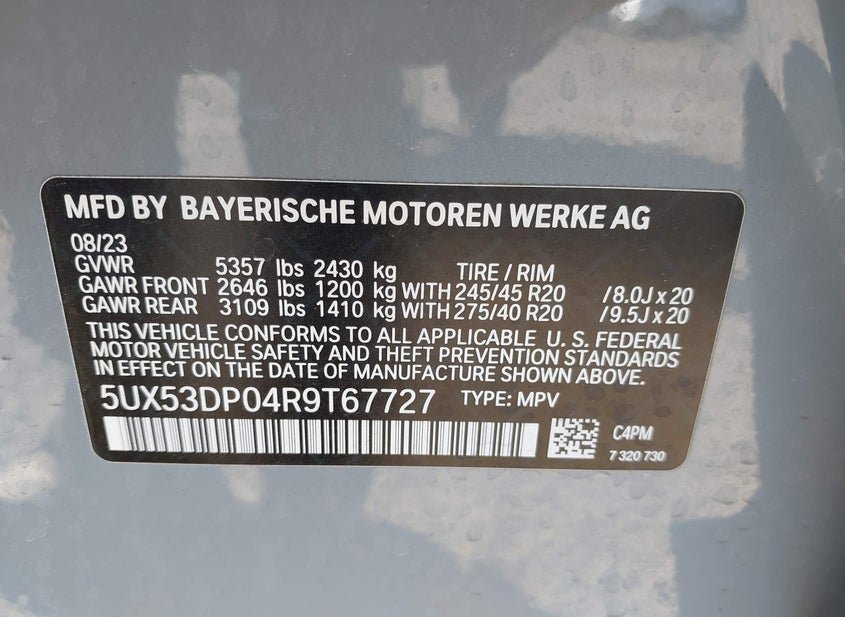 MFD BY BAYERISCHE MOTOREN WERKE AG
08/23
GVWR 5357 lbs 2430 kg TIRE / RIM
GAWR FRONT 2646 lbs 1200 kg WITH 245/45 R20 /8.0J x 20
GAWR REAR 3109 lbs 1410 kg WITH 275/40 R20 /9.5J x 20
THIS VEHICLE CONFORMS TO ALL APPLICABLE U. S. FEDERAL
MOTOR VEHICLE SAFETY AND THEFT PREVENTION STANDARDS
IN EFFECT ON THE DATE OF MANUFACTURE SHOWN ABOVE.
5UX53DP04R9T67727 TYPE: MPV
C4PM
7 320 730